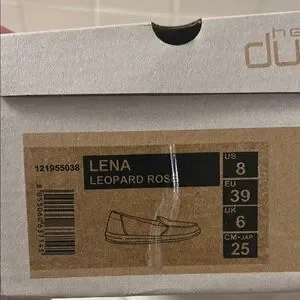 he
du
121955038
LENA
LEOPARD ROSE
US
8
EU
39
UK
6
CM-JAP
25